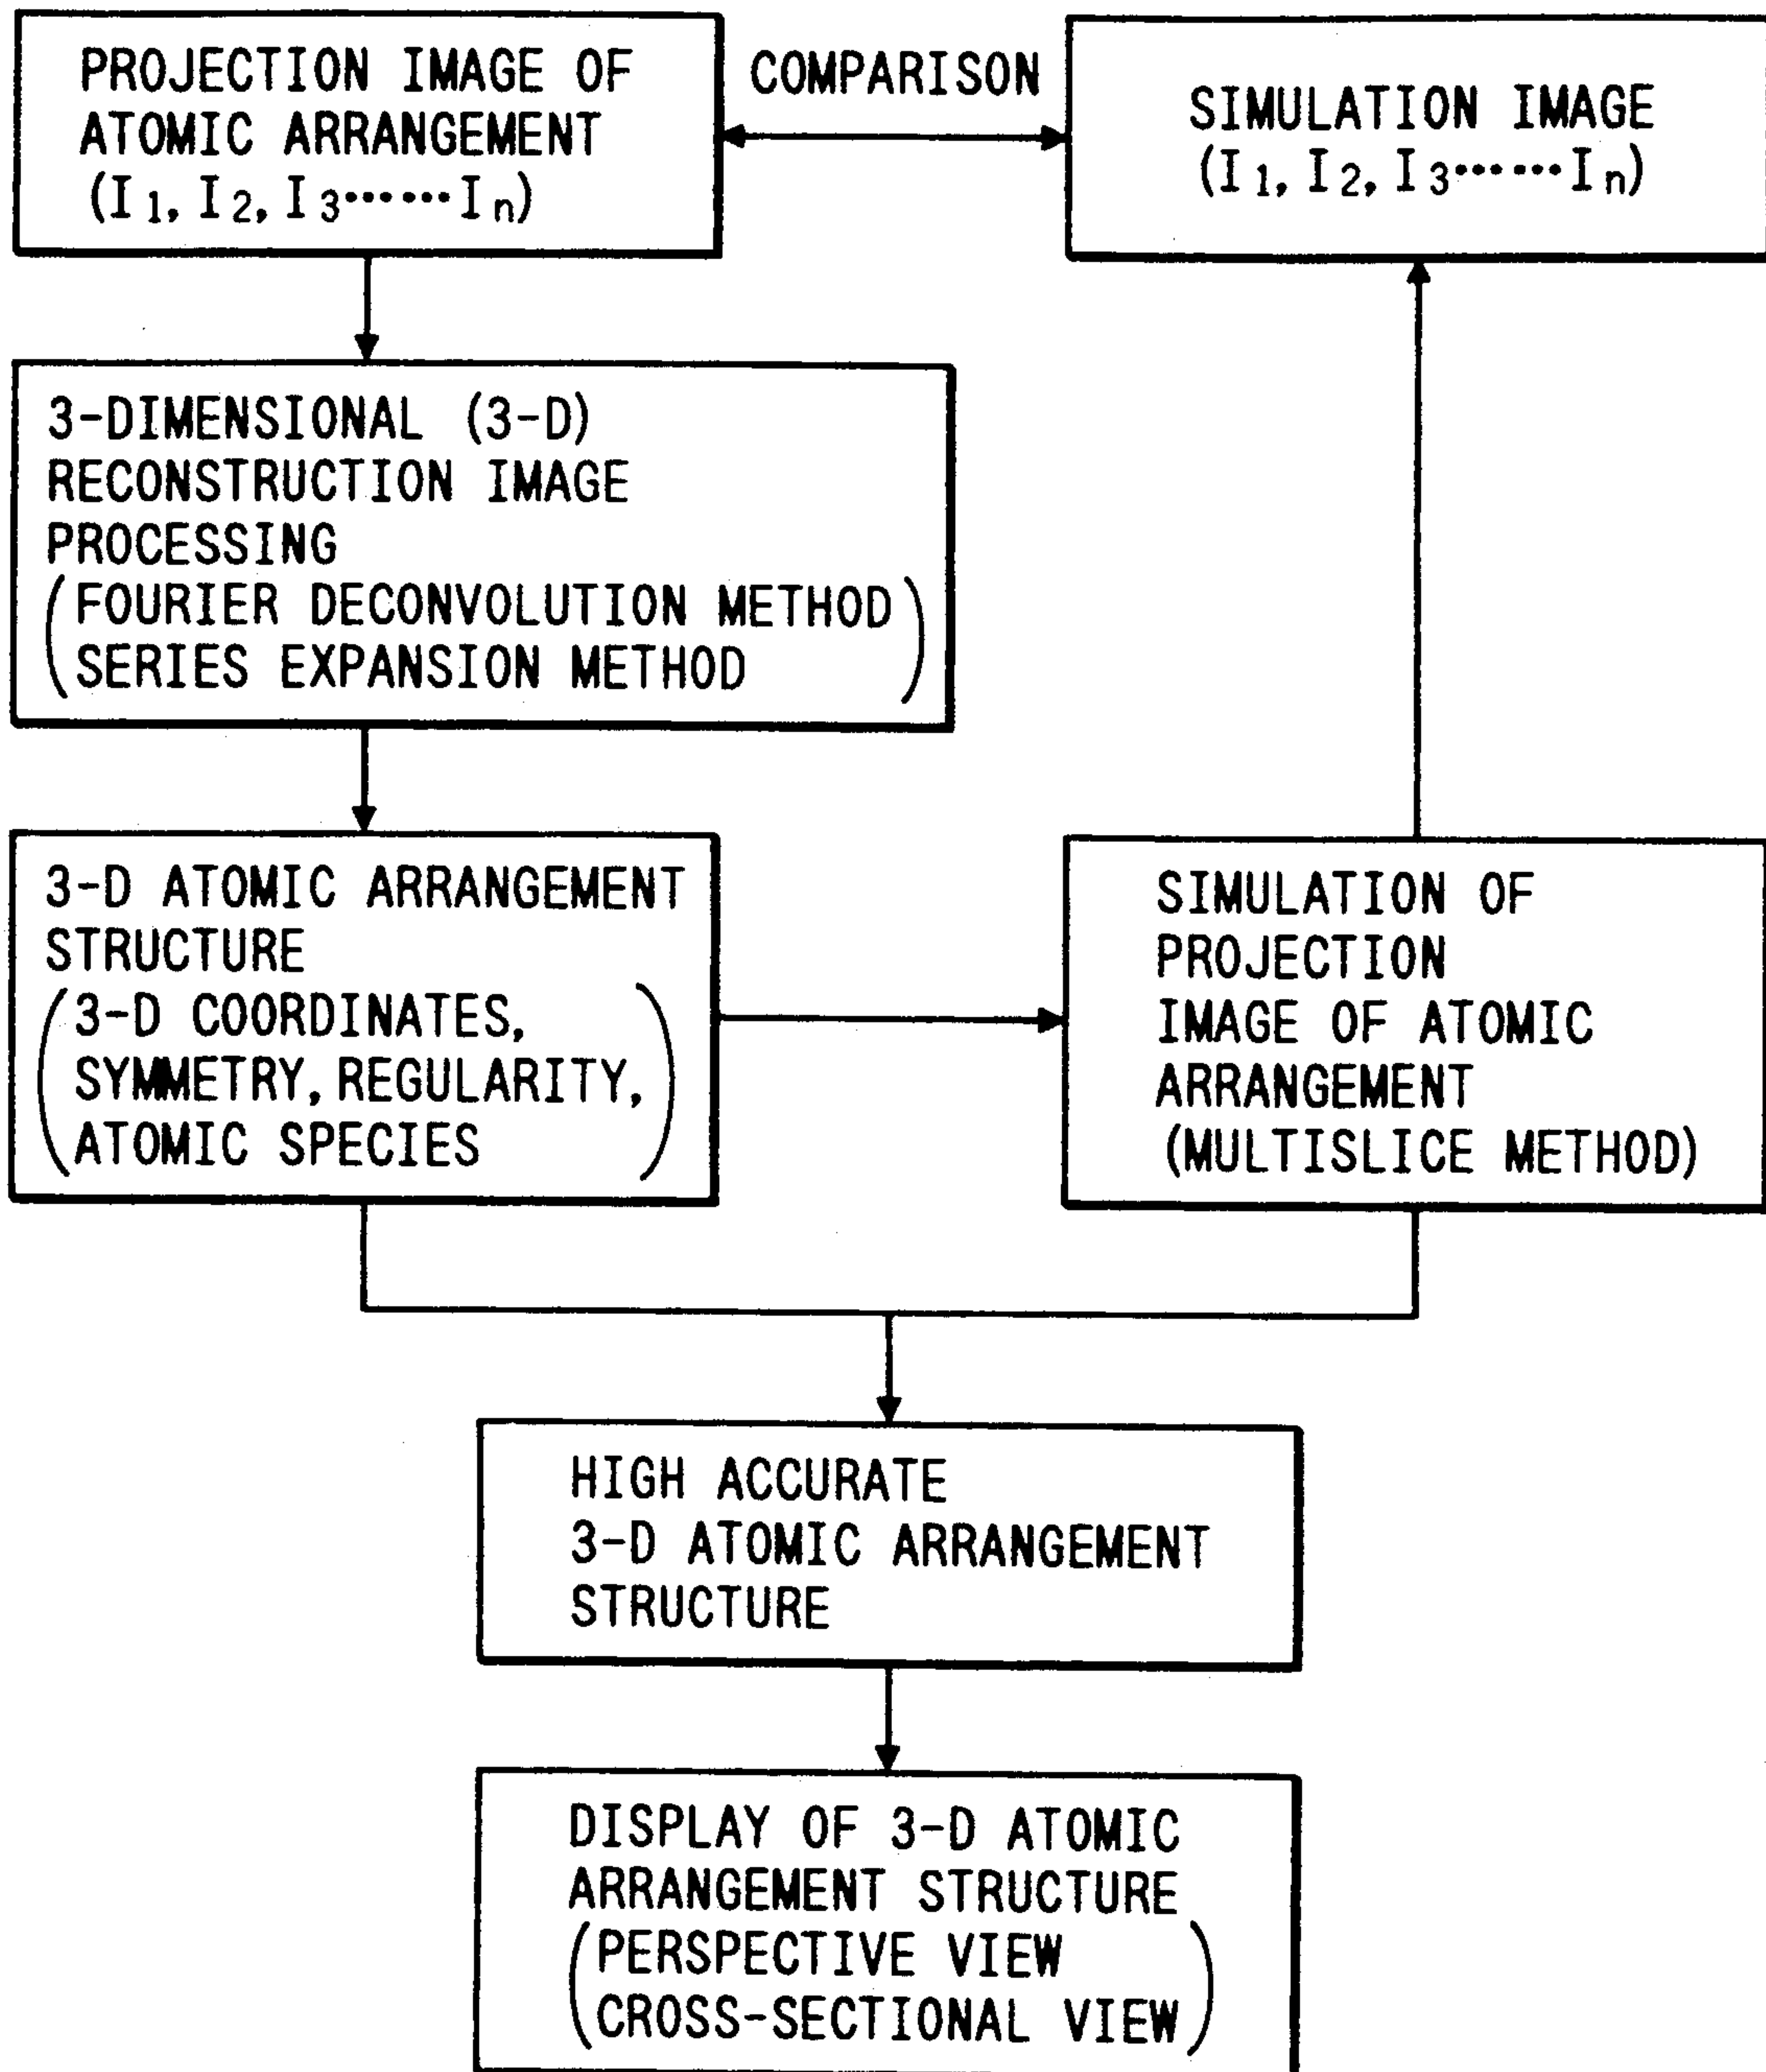 PROJECTION IMAGE OF
ATOMIC ARRANGEMENT
(I1, I2, I3······In)
COMPARISON
SIMULATION IMAGE
(I1, I2, I3······In)
3-DIMENSIONAL (3-D)
RECONSTRUCTION IMAGE
PROCESSING
(FOURIER DECONVOLUTION METHOD
SERIES EXPANSION METHOD)
3-D ATOMIC ARRANGEMENT
STRUCTURE
(3-D COORDINATES,
SYMMETRY, REGULARITY,
ATOMIC SPECIES)
SIMULATION OF
PROJECTION
IMAGE OF ATOMIC
ARRANGEMENT
(MULTISLICE METHOD)
HIGH ACCURATE
3-D ATOMIC ARRANGEMENT
STRUCTURE
DISPLAY OF 3-D ATOMIC
ARRANGEMENT STRUCTURE
(PERSPECTIVE VIEW
CROSS-SECTIONAL VIEW)